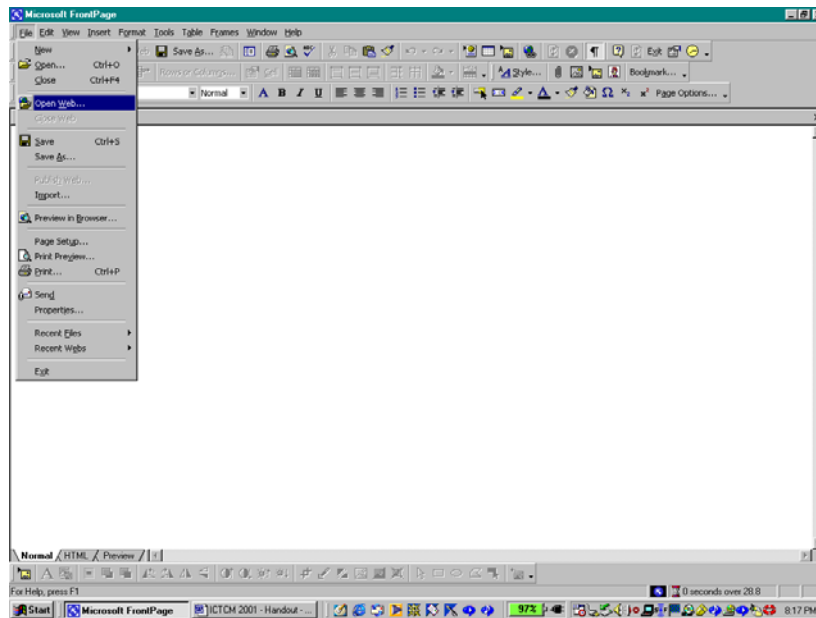 Microsoft FrontPage
File Edit View Insert Format Tools Table Frames Window Help
Save As... Exit
Rows or Columns... Cell Style... Bookmark...
Normal A B I U Page Options...
New
Open... Ctrl+O
Close Ctrl+F4
Open Web...
Close Web
Save Ctrl+S
Save As...
Publish Web...
Import...
Preview in Browser...
Page Setup...
Print Preview...
Print... Ctrl+P
Send
Properties...
Recent Files
Recent Webs
Exit
Normal HTML Preview
For Help, press F1
0 seconds over 28.8
Start Microsoft FrontPage ICTCM 2001 - Handout - ... 97% 8:17 PM